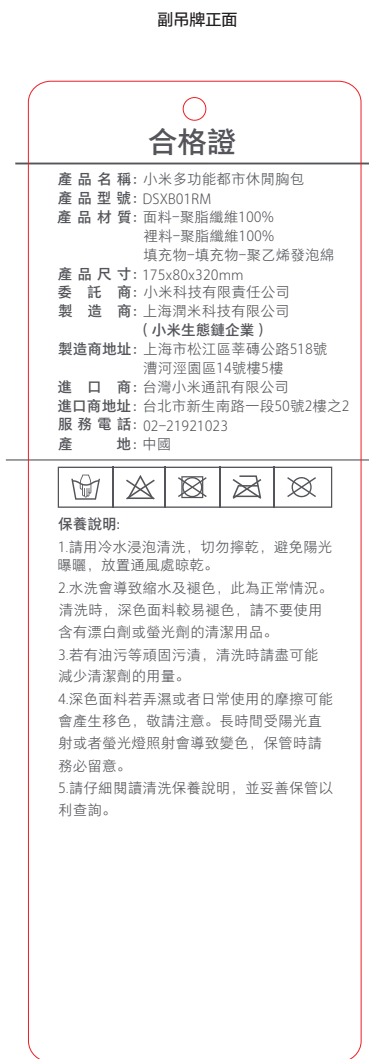 副吊牌正面
合格證
產品名稱: 小米多功能都市休閒胸包
產品型號: DSXB01RM
產品材質: 面料-聚脂纖維100%
裡料-聚脂纖維100%
填充物-填充物-聚乙烯發泡綿
產品尺寸: 175x80x320mm
委託商: 小米科技有限責任公司
製造商: 上海潤米科技有限公司
(小米生態鏈企業)
製造商地址: 上海市松江區莘磚公路518號
漕河涇園區14號樓5樓
進口商: 台灣小米通訊有限公司
進口商地址: 台北市新生南路一段50號2樓之2
服務電話: 02-21921023
產地: 中國
保養說明:
1.請用冷水浸泡清洗，切勿擰乾，避免陽光
曝曬，放置通風處晾乾。
2.水洗會導致縮水及褪色，此為正常情況。
清洗時，深色面料較易褪色，請不要使用
含有漂白劑或螢光劑的清潔用品。
3.若有油污等頑固污漬，清洗時請盡可能
減少清潔劑的用量。
4.深色面料若弄濕或者日常使用的摩擦可能
會產生移色，敬請注意。長時間受陽光直
射或者螢光燈照射會導致變色，保管時請
務必留意。
5.請仔細閱讀清洗保養說明，並妥善保管以
利查詢。